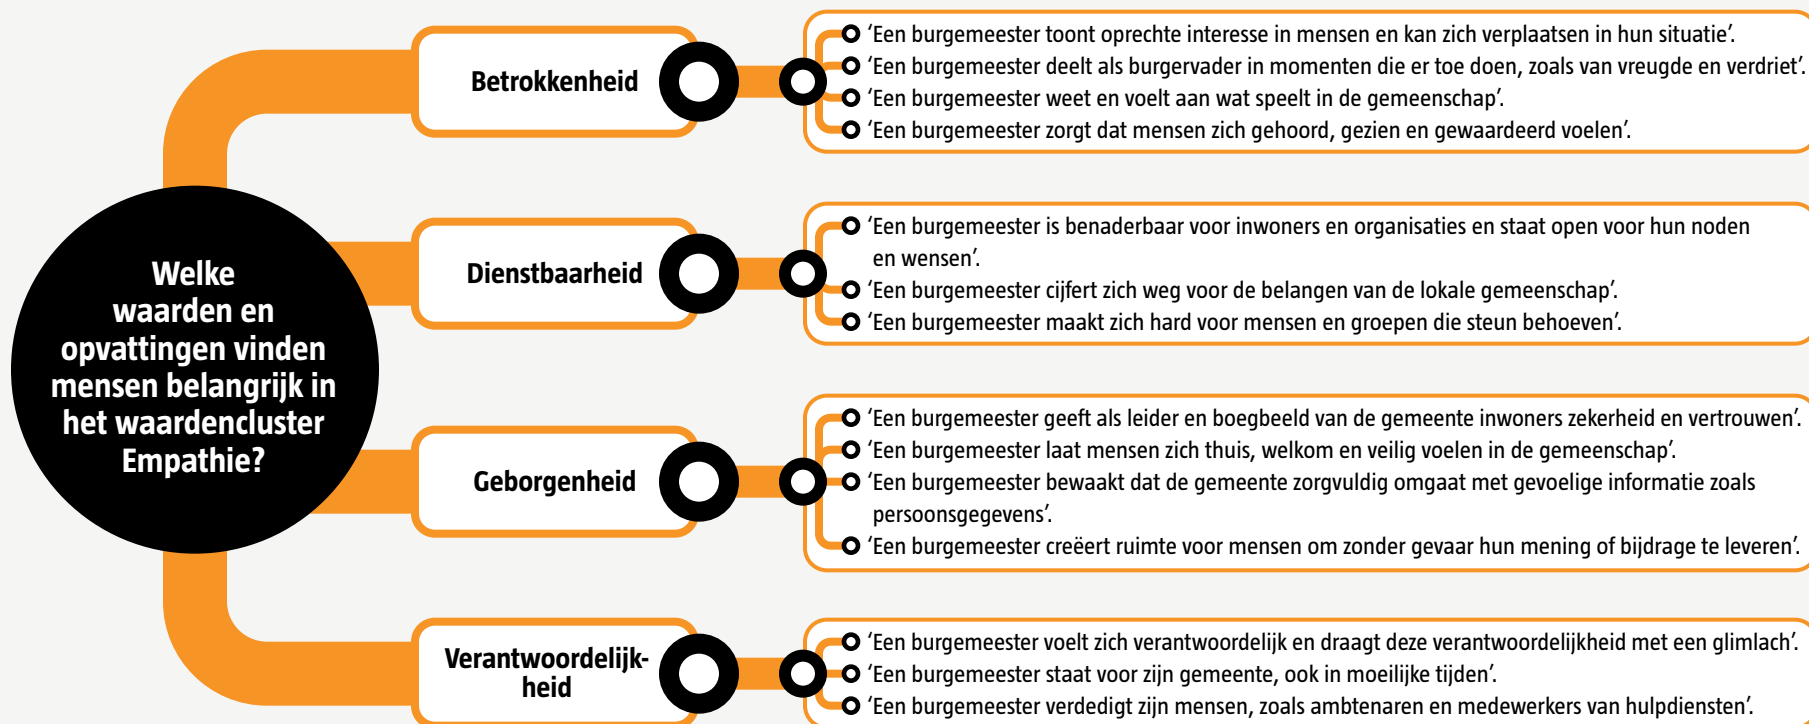 Welke
waarden en
opvattingen vinden
mensen belangrijk in
het waardencluster
Empathie?
Betrokkenheid
‘Een burgemeester toont oprechte interesse in mensen en kan zich verplaatsen in hun situatie’.
‘Een burgemeester deelt als burgervader in momenten die er toe doen, zoals van vreugde en verdriet’.
‘Een burgemeester weet en voelt aan wat speelt in de gemeenschap’.
‘Een burgemeester zorgt dat mensen zich gehoord, gezien en gewaardeerd voelen’.
Dienstbaarheid
‘Een burgemeester is benaderbaar voor inwoners en organisaties en staat open voor hun noden
en wensen’.
‘Een burgemeester cijfert zich weg voor de belangen van de lokale gemeenschap’.
‘Een burgemeester maakt zich hard voor mensen en groepen die steun behoeven’.
Geborgenheid
‘Een burgemeester geeft als leider en boegbeeld van de gemeente inwoners zekerheid en vertrouwen’.
‘Een burgemeester laat mensen zich thuis, welkom en veilig voelen in de gemeenschap’.
‘Een burgemeester bewaakt dat de gemeente zorgvuldig omgaat met gevoelige informatie zoals
persoonsgegevens’.
‘Een burgemeester creëert ruimte voor mensen om zonder gevaar hun mening of bijdrage te leveren’.
Verantwoordelijk-
heid
‘Een burgemeester voelt zich verantwoordelijk en draagt deze verantwoordelijkheid met een glimlach’.
‘Een burgemeester staat voor zijn gemeente, ook in moeilijke tijden’.
‘Een burgemeester verdedigt zijn mensen, zoals ambtenaren en medewerkers van hulpdiensten’.